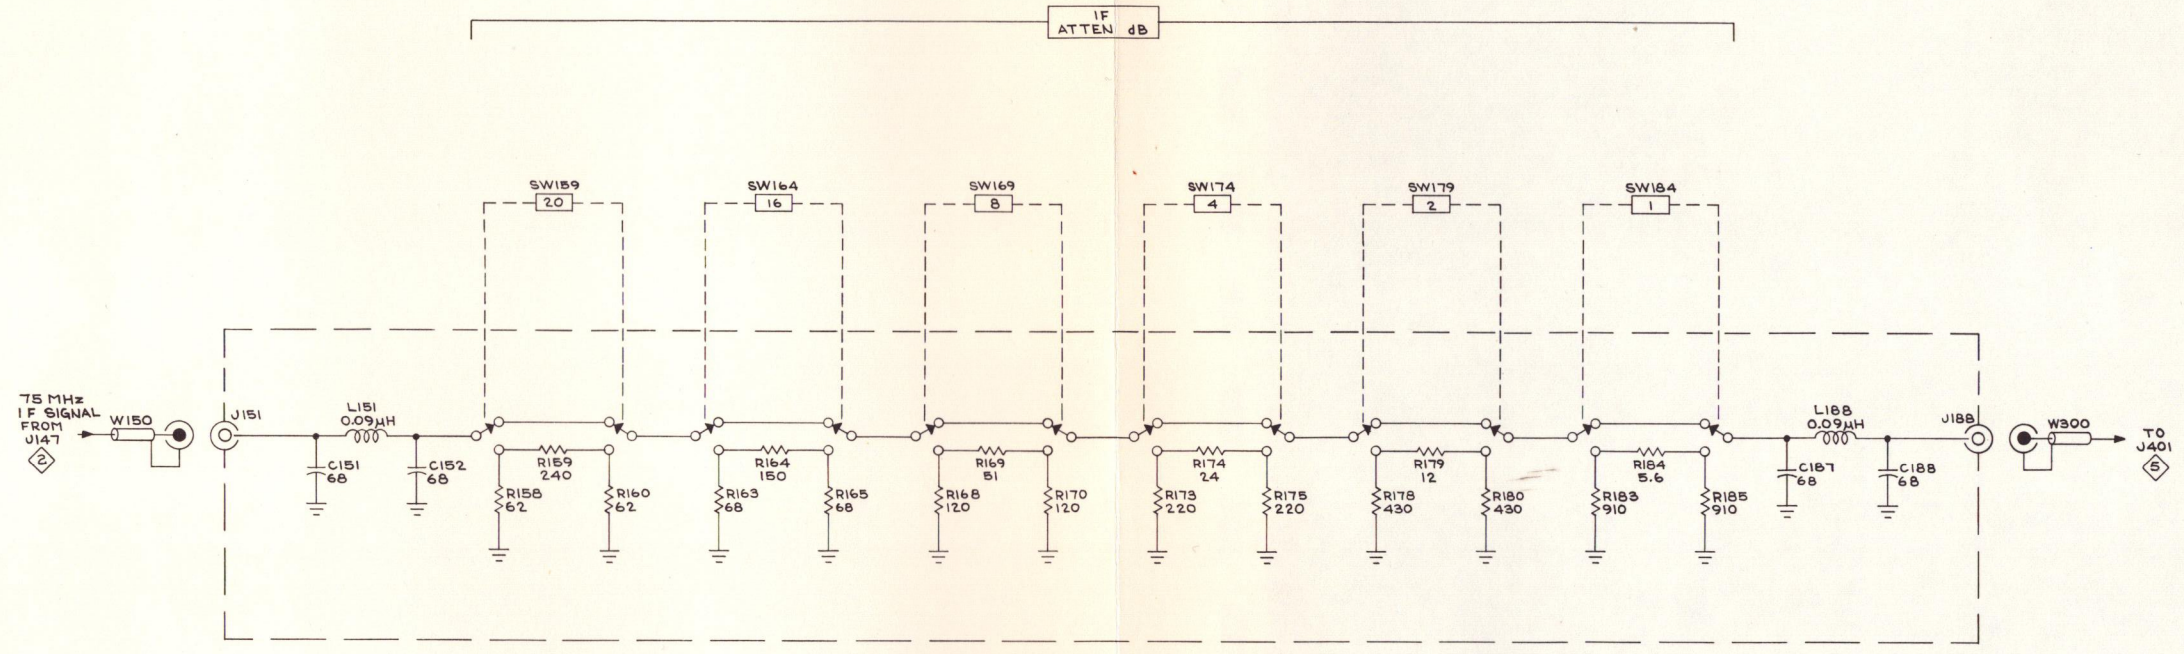 IF
ATTEN dB
SW159
20
SW164
16
SW169
8
SW174
4
SW179
2
SW184
1
75 MHz
IF SIGNAL
FROM
J147
2
W150
J151
L151
0.09µH
C151
68
C152
68
R159
240
R158
62
R160
62
R164
150
R163
68
R165
68
R169
51
R168
120
R170
120
R174
24
R173
220
R175
220
R179
12
R178
430
R180
430
R184
5.6
R183
910
R185
910
L188
0.09µH
C187
68
C188
68
J188
W300
TO
J401
5